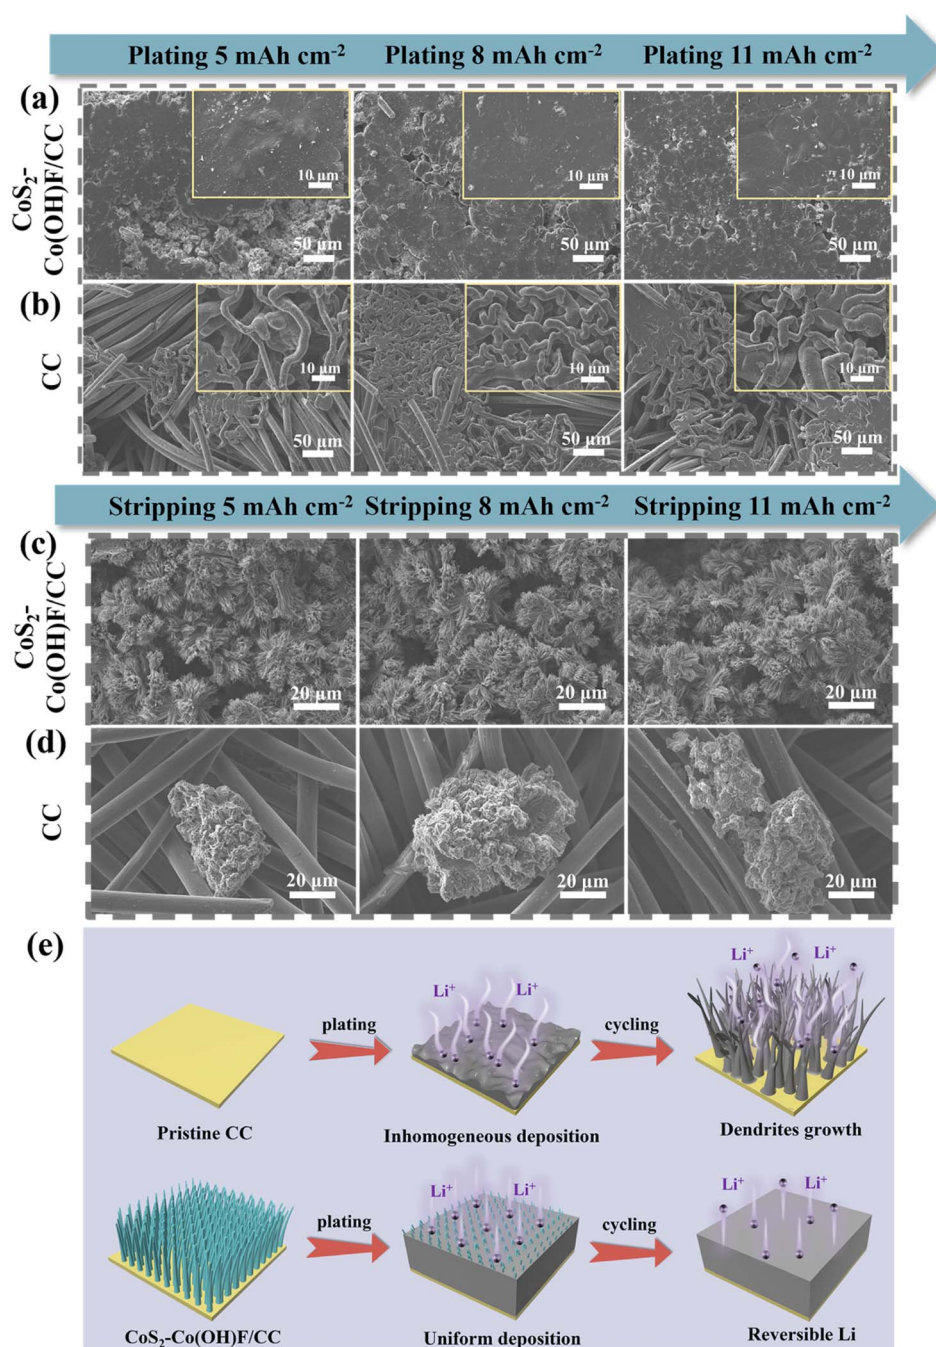 Plating 5 mAh cm⁻² Plating 8 mAh cm⁻² Plating 11 mAh cm⁻²
(a)
CoS₂-
Co(OH)F/CC
10 µm
50 µm
10 µm
50 µm
10 µm
50 µm
(b)
CC
10 µm
50 µm
10 µm
50 µm
10 µm
50 µm
Stripping 5 mAh cm⁻² Stripping 8 mAh cm⁻² Stripping 11 mAh cm⁻²
(c)
CoS₂-
Co(OH)F/CC
20 µm
20 µm
20 µm
(d)
CC
20 µm
20 µm
20 µm
(e)
Li⁺ Li⁺
Li⁺ Li⁺
plating
cycling
Pristine CC
Inhomogeneous deposition
Dendrites growth
Li⁺ Li⁺
Li⁺ Li⁺
plating
cycling
CoS₂-Co(OH)F/CC
Uniform deposition
Reversible Li